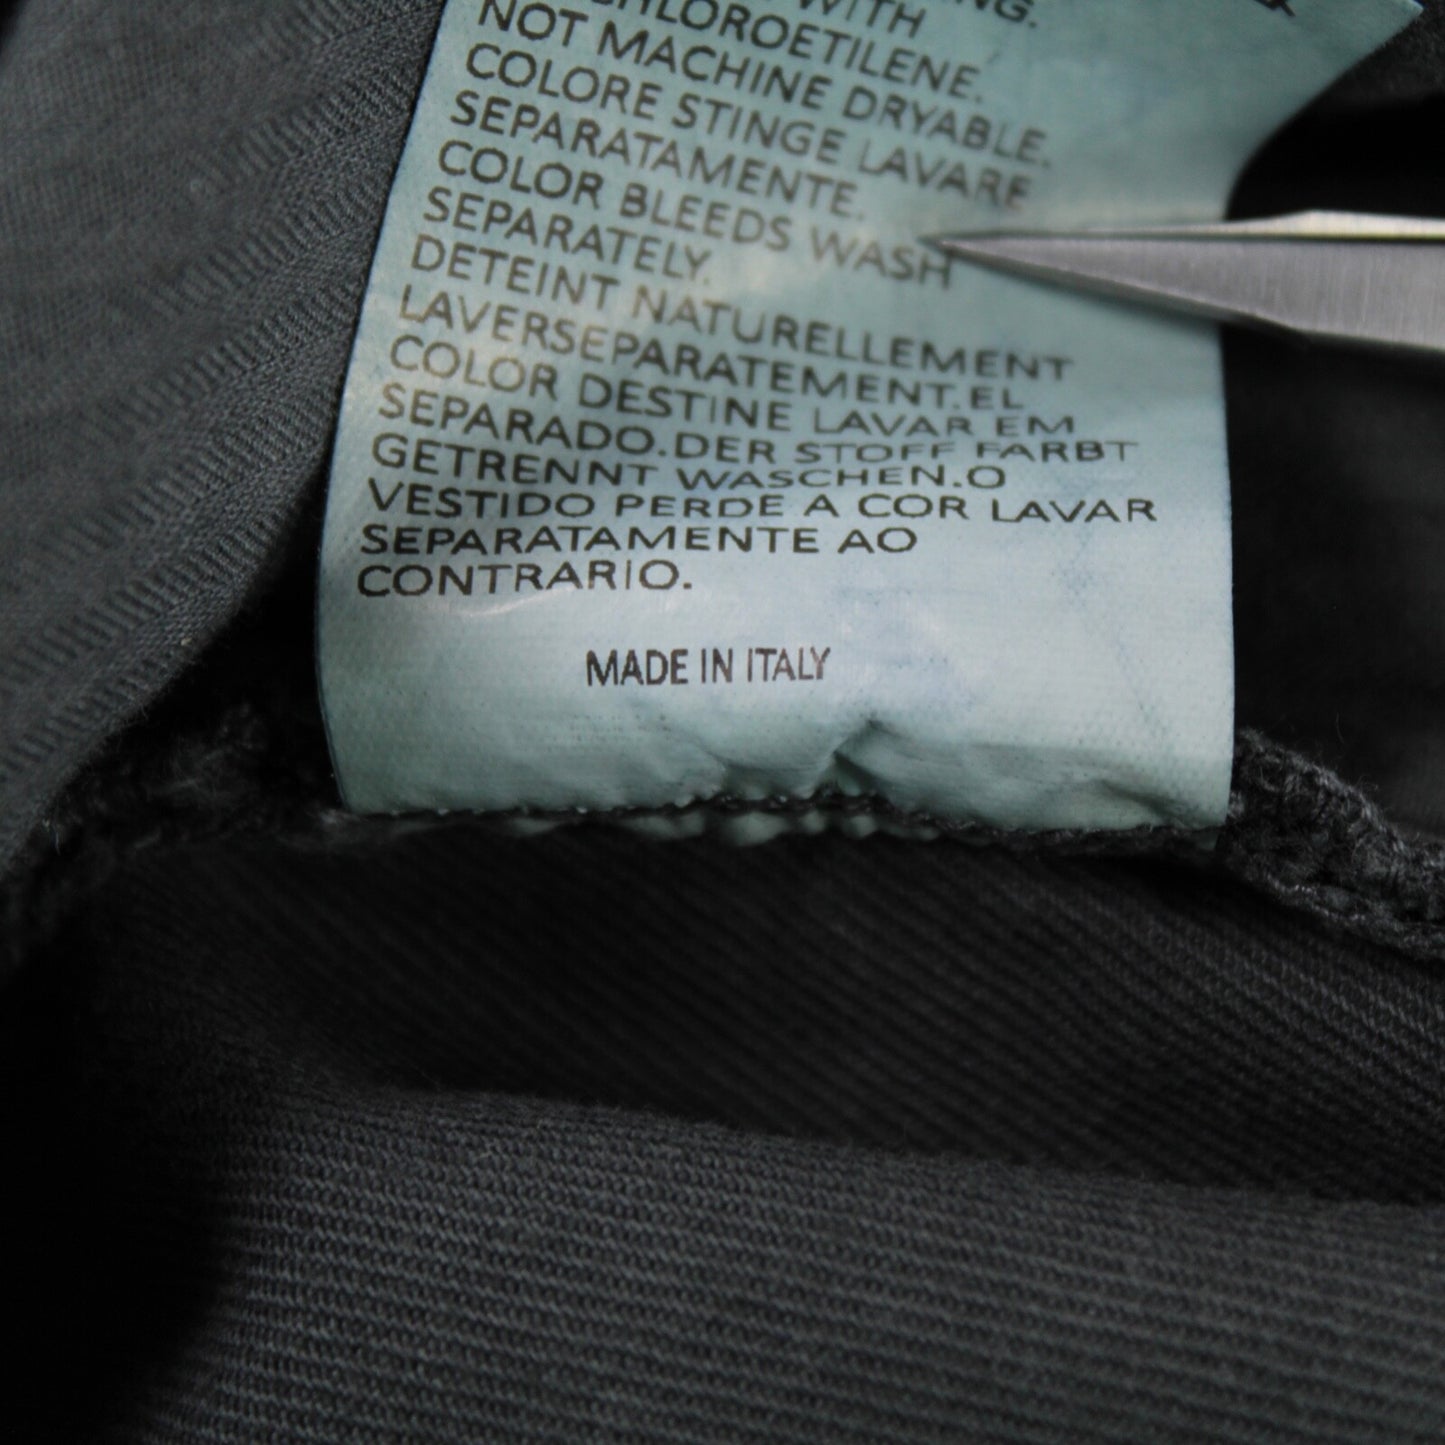 WITH
NOT MACHINE DRYABLE.
COLORE STINGE LAVARE
SEPARATAMENTE.
COLOR BLEEDS WASH
SEPARATELY.
DETEINT NATURELLEMENT
LAVERSEPARATEMENT.EL
COLOR DESTINE LAVAR EM
SEPARADO.DER STOFF FARBT
GETRENNT WASCHEN.O
VESTIDO PERDE A COR LAVAR
SEPARATAMENTE AO
CONTRARIO.
MADE IN ITALY